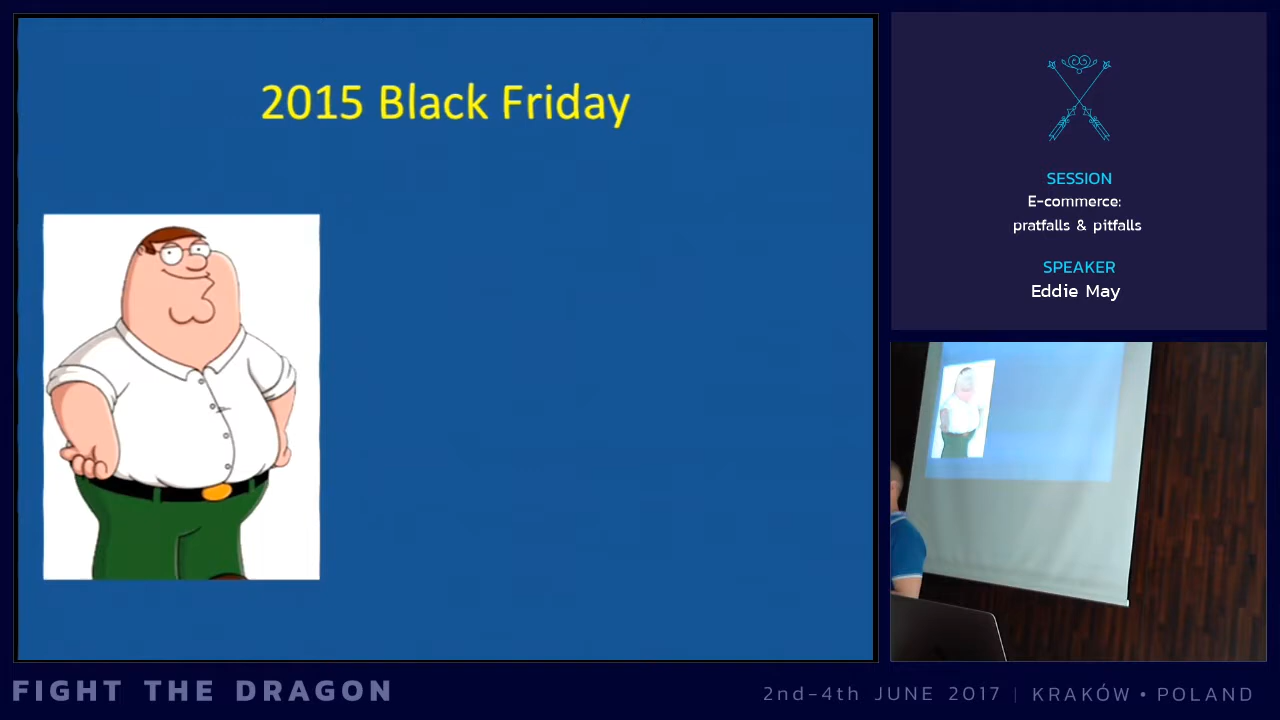 2015 Black Friday
SESSION
E-commerce:
pratfalls & pitfalls
SPEAKER
Eddie May
FIGHT THE DRAGON
2nd-4th JUNE 2017 | KRAKÓW • POLAND